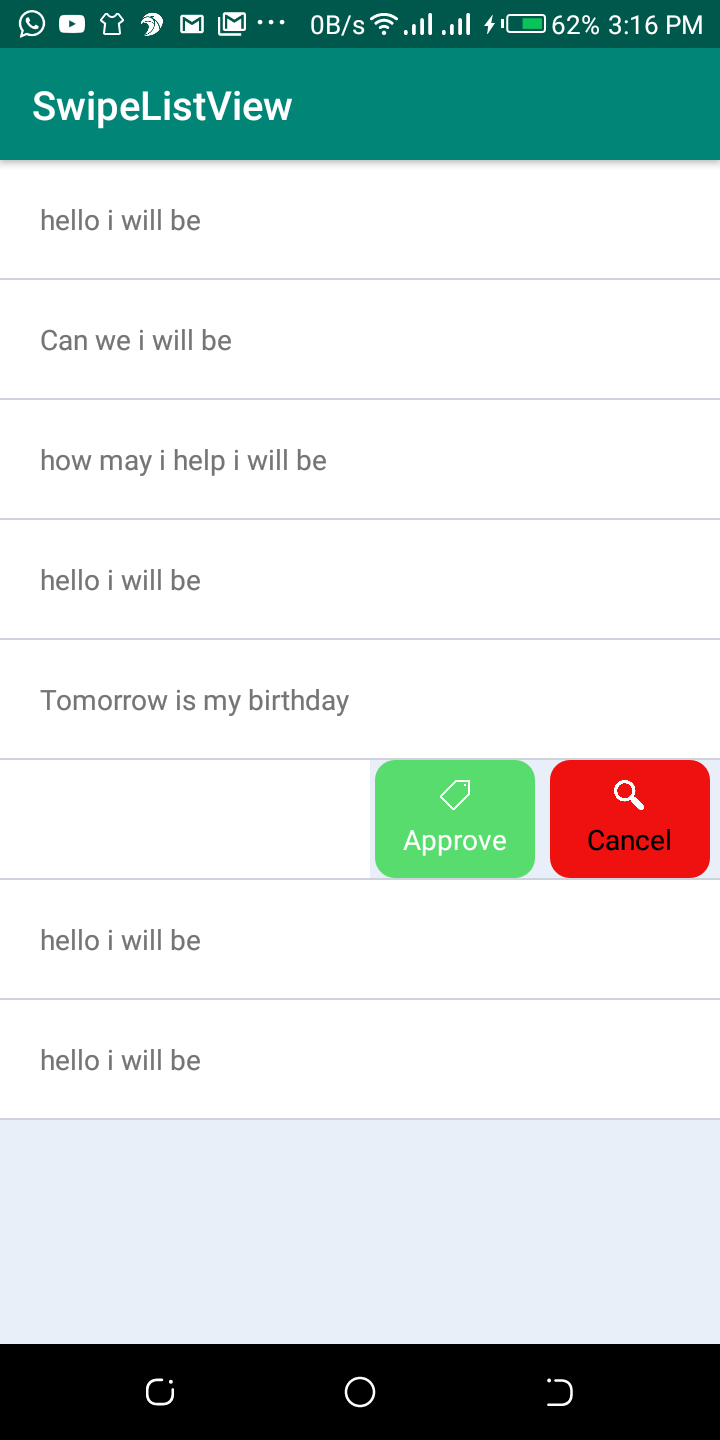 0B/s 62% 3:16 PM
SwipeListView
hello i will be
Can we i will be
how may i help i will be
hello i will be
Tomorrow is my birthday
Approve Cancel
hello i will be
hello i will be